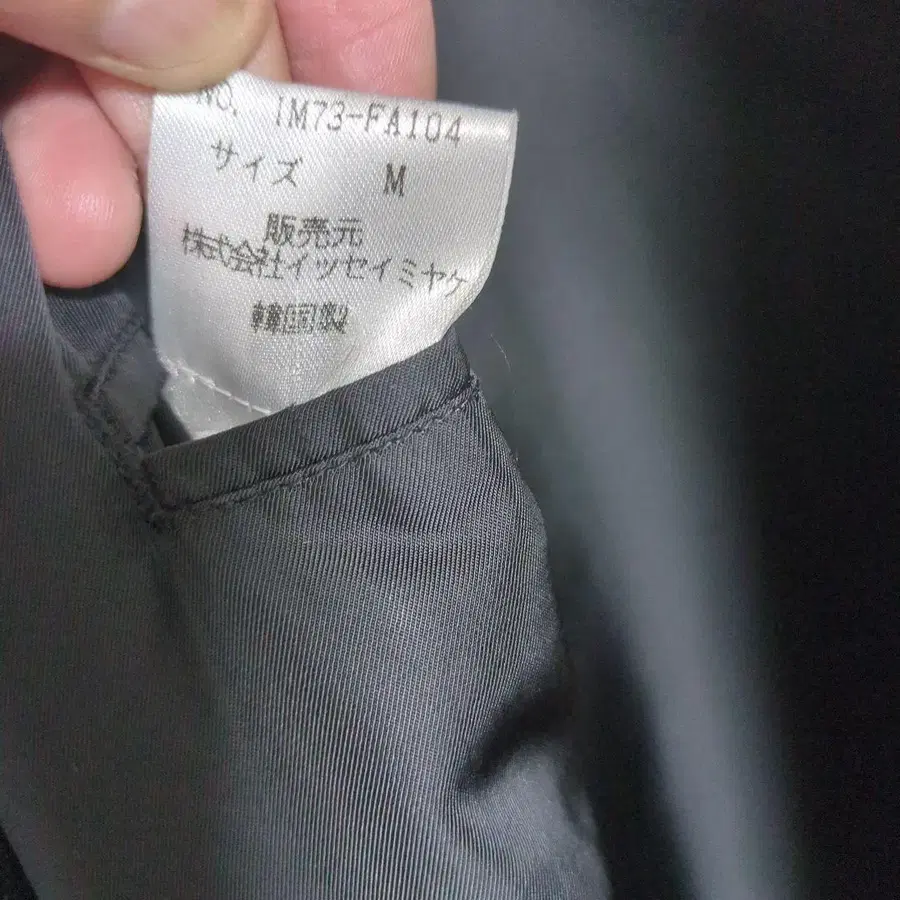 NO. IM73-FA104
サイズ M
販売元
株式会社イッセイミヤケ
韓国製